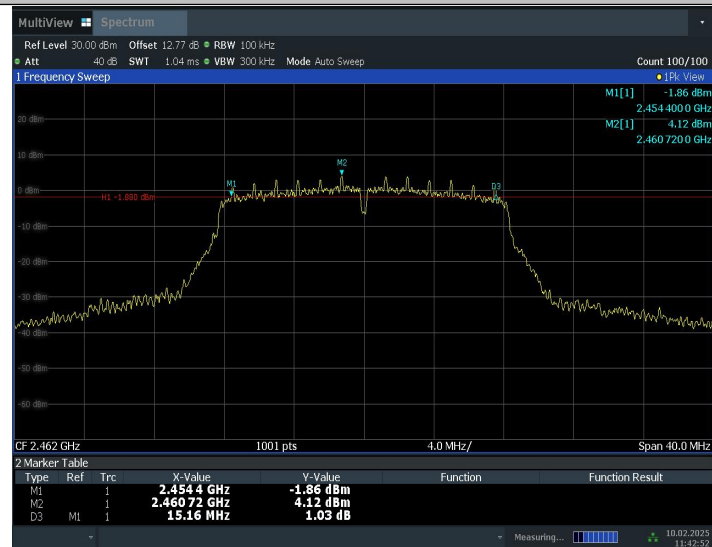 MultiView Spectrum
Ref Level 30.00 dBm Offset 12.77 dB RBW 100 kHz
Att 40 dB SWT 1.04 ms VBW 300 kHz Mode Auto Sweep Count 100/100
1 Frequency Sweep 1Pk View
M1[1] -1.86 dBm
2.454 400 0 GHz
M2[1] 4.12 dBm
2.460 720 0 GHz
20 dBm
10 dBm
M2
M1
D3
0 dBm
H1 -1.880 dBm
-10 dBm
-20 dBm
-30 dBm
-40 dBm
-50 dBm
-60 dBm
CF 2.462 GHz 1001 pts 4.0 MHz/ Span 40.0 MHz
2 Marker Table
Type Ref Trc X-Value Y-Value Function Function Result
M1 1 2.454 4 GHz -1.86 dBm
M2 1 2.460 72 GHz 4.12 dBm
D3 M1 1 15.16 MHz 1.03 dB
Measuring... 10.02.2025
11:42:52